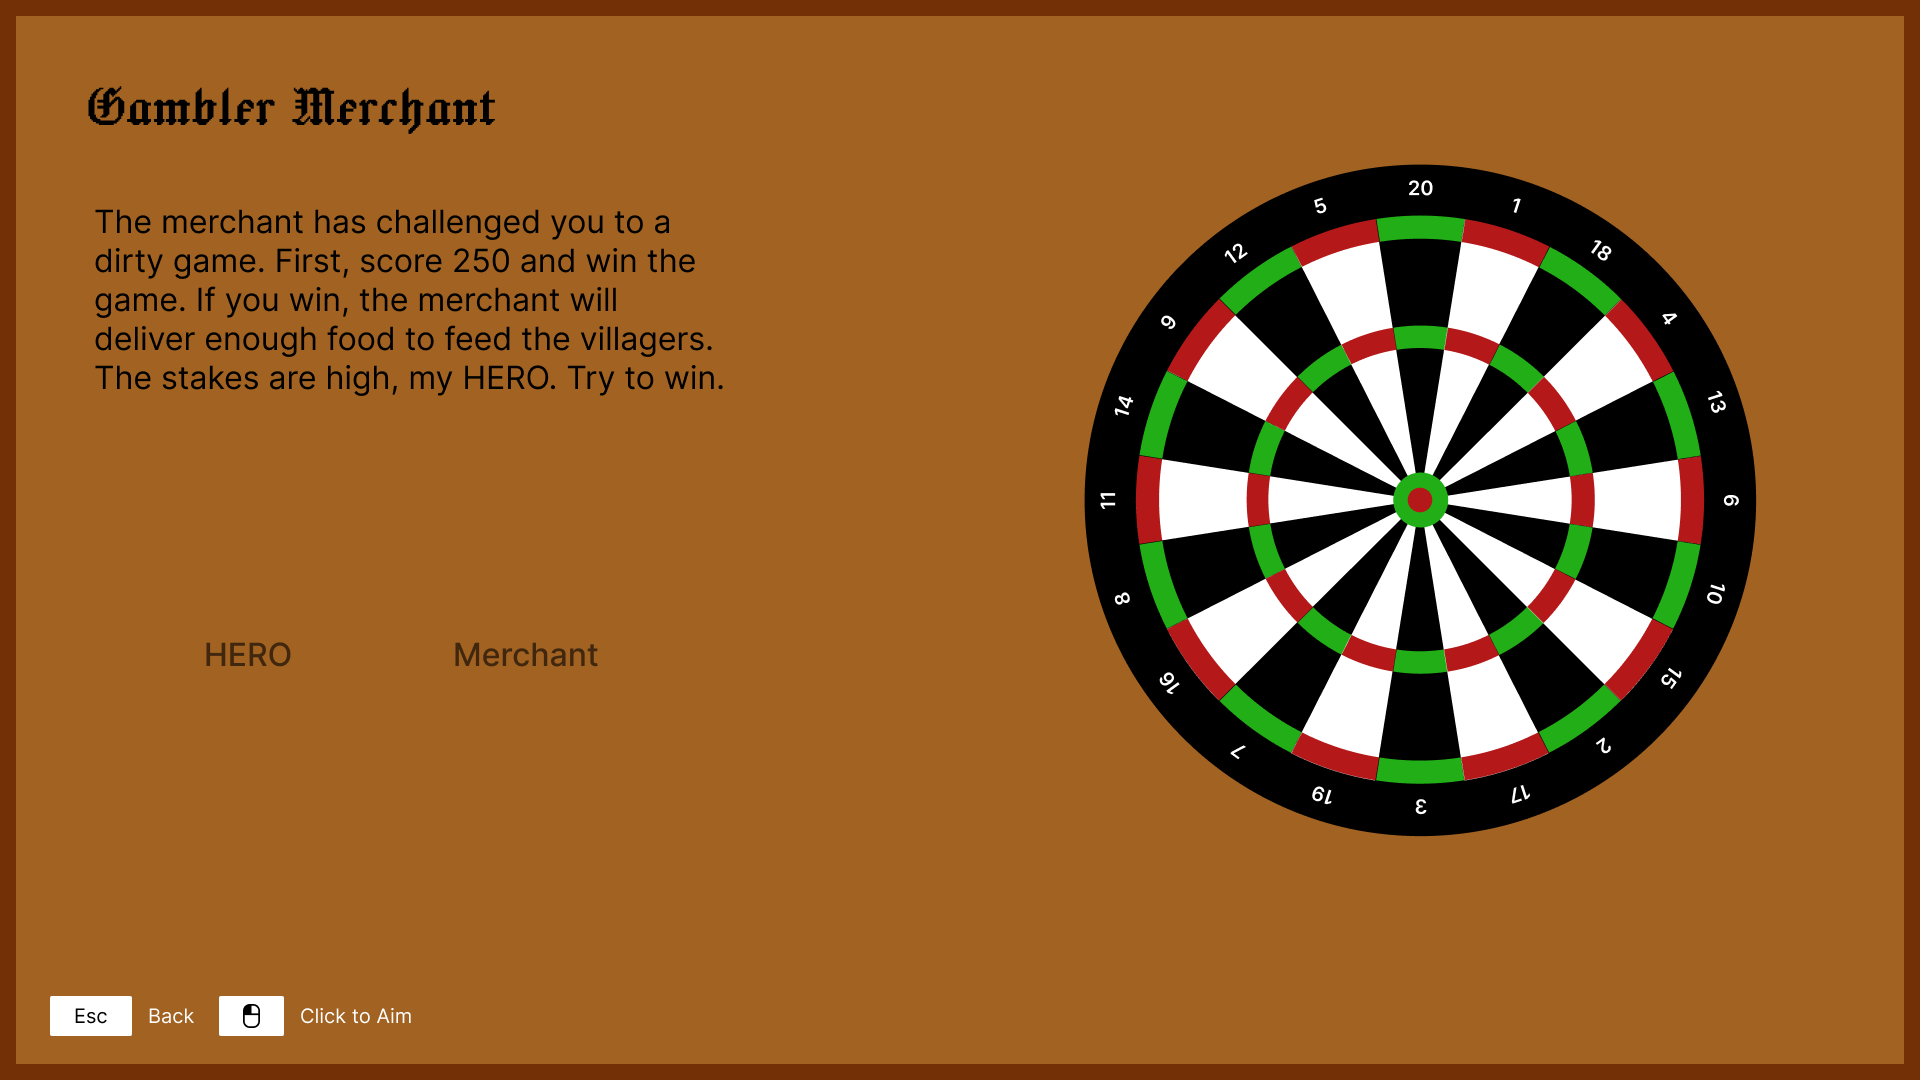 Gambler Merchant
The merchant has challenged you to a
dirty game. First, score 250 and win the
game. If you win, the merchant will
deliver enough food to feed the villagers.
The stakes are high, my HERO. Try to win.
HERO
Merchant
20
1
18
4
13
6
10
15
2
17
3
19
7
16
8
11
14
9
12
5
Esc Back Click to Aim